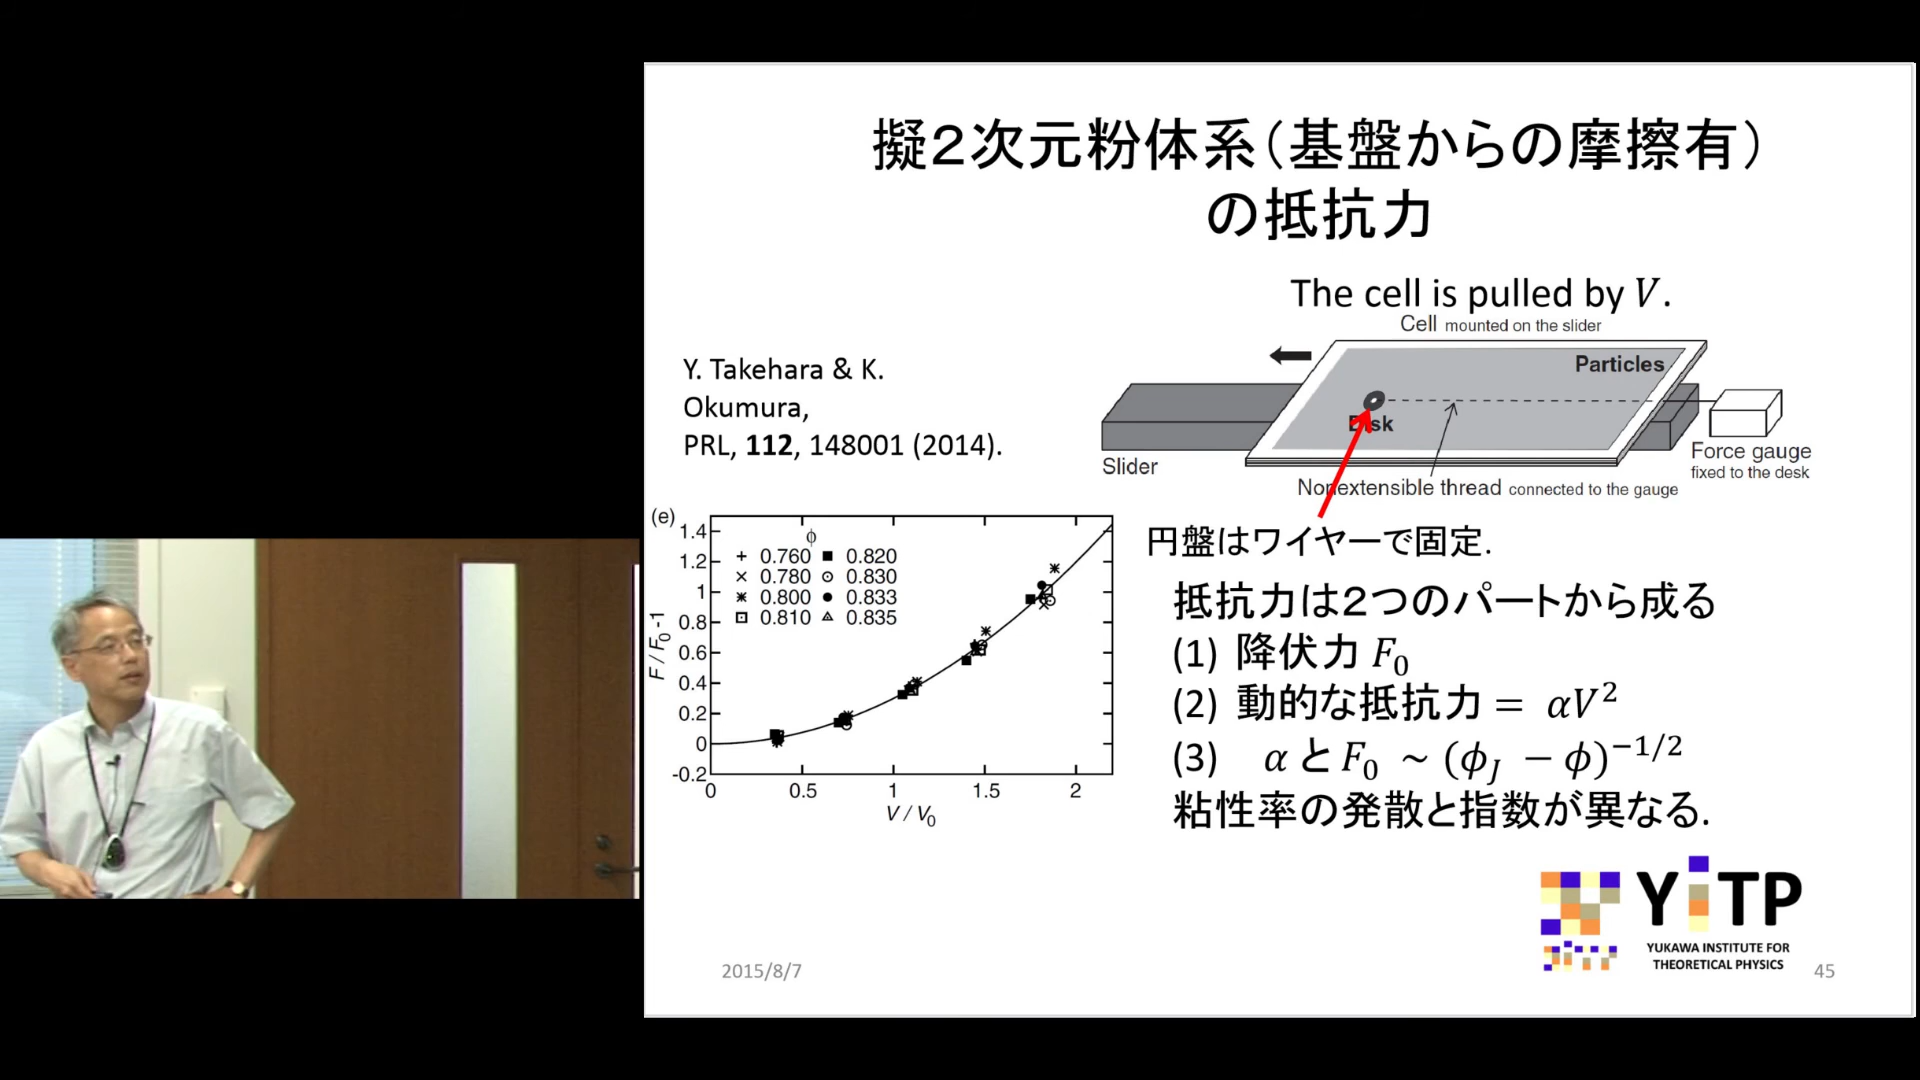 擬２次元粉体系（基盤からの摩擦有）
の抵抗力
The cell is pulled by V.
Cell mounted on the slider
Particles
Disk
Slider
Force gauge
fixed to the desk
Nonextensible thread connected to the gauge
Y. Takehara & K.
Okumura,
PRL, 112, 148001 (2014).
円盤はワイヤーで固定.
(e)
ϕ
+ 0.760 ■ 0.820
× 0.780 ⊙ 0.830
✱ 0.800 ● 0.833
⊡ 0.810 △ 0.835
F / F₀ -1
1.4
1.2
1
0.8
0.6
0.4
0.2
0
-0.2
0 0.5 1 1.5 2
V / V₀
抵抗力は２つのパートから成る
(1) 降伏力 F₀
(2) 動的な抵抗力 = αV²
(3) α と F₀ ~ (ϕ_J − ϕ)^{−1/2}
粘性率の発散と指数が異なる.
YiTP
YUKAWA INSTITUTE FOR
THEORETICAL PHYSICS
2015/8/7
45